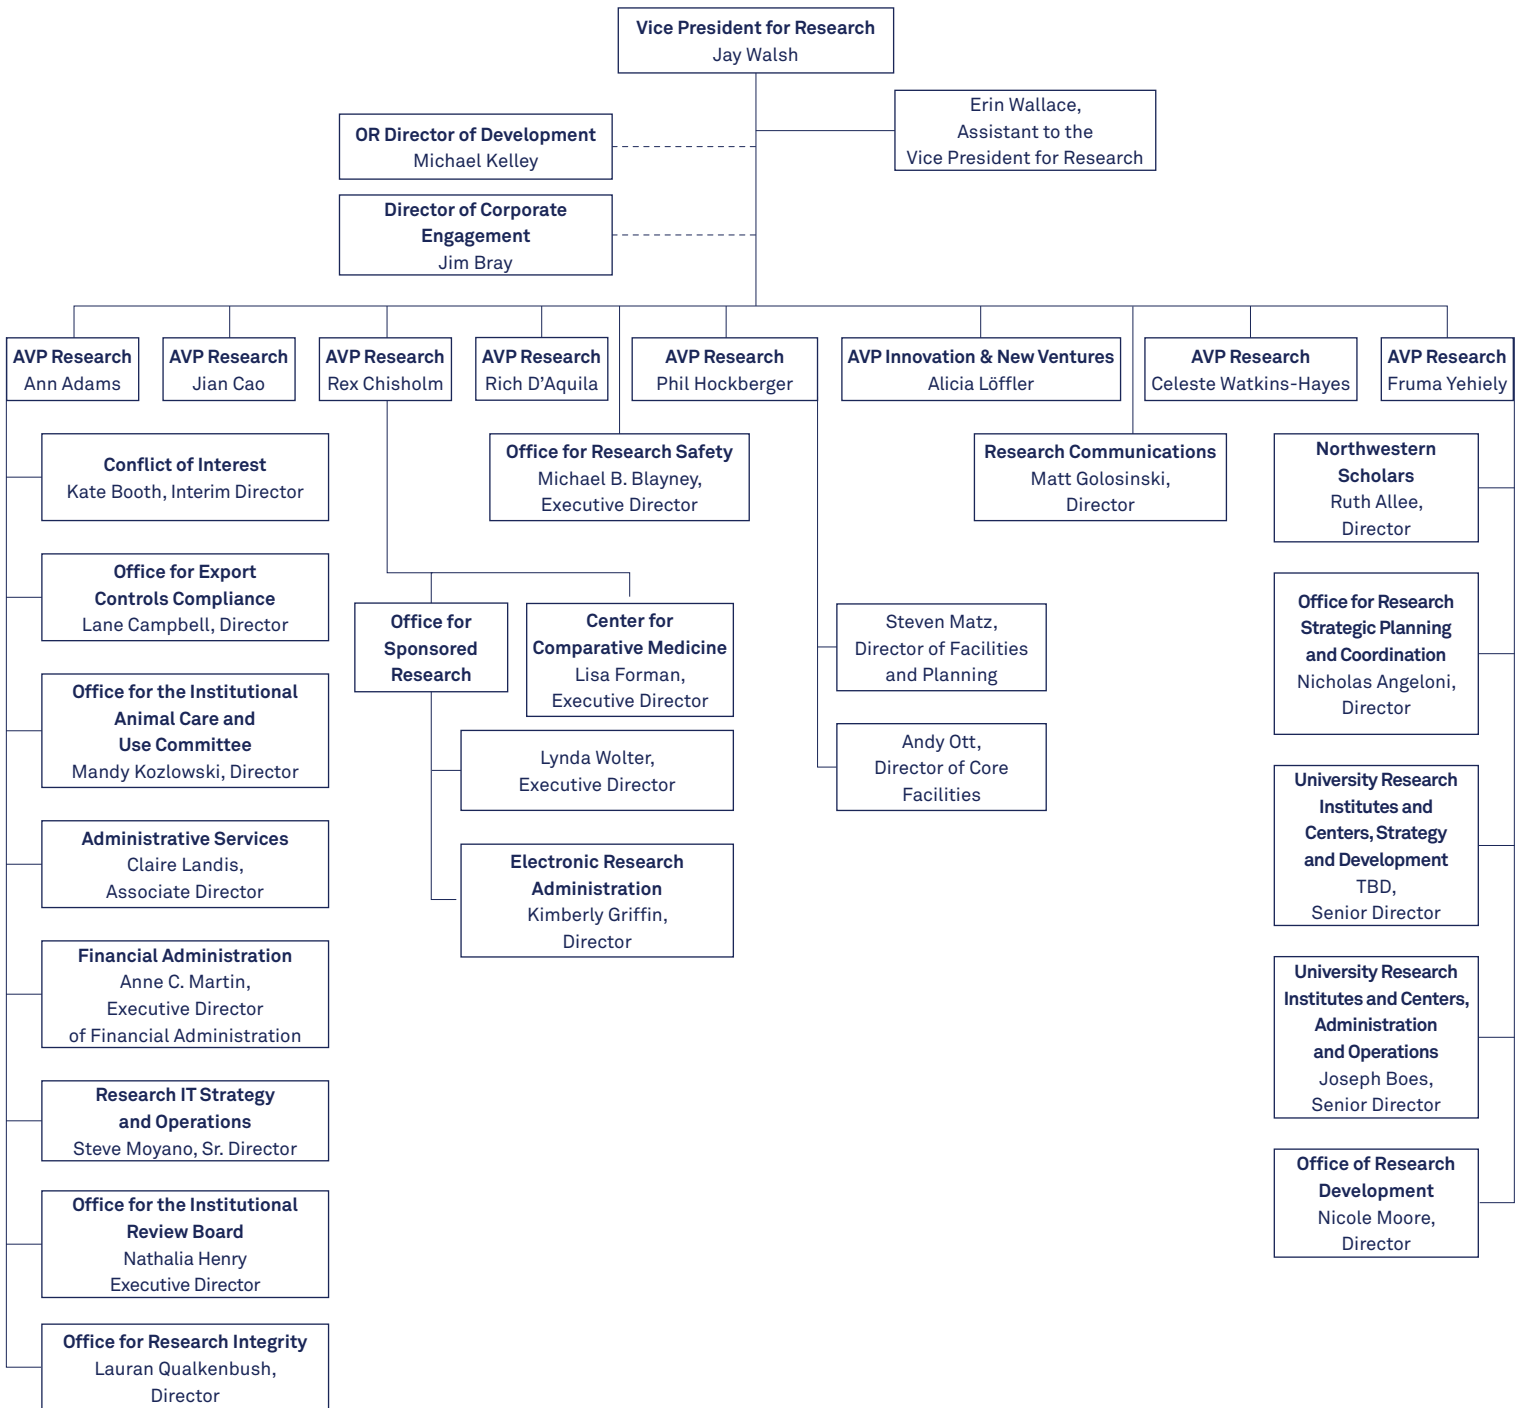 Vice President for Research
Jay Walsh
Erin Wallace,
Assistant to the
Vice President for Research
OR Director of Development
Michael Kelley
Director of Corporate
Engagement
Jim Bray
AVP Research
Ann Adams
AVP Research
Jian Cao
AVP Research
Rex Chisholm
AVP Research
Rich D’Aquila
AVP Research
Phil Hockberger
AVP Innovation & New Ventures
Alicia Löffler
AVP Research
Celeste Watkins-Hayes
AVP Research
Fruma Yehiely
Conflict of Interest
Kate Booth, Interim Director
Office for Export
Controls Compliance
Lane Campbell, Director
Office for the Institutional
Animal Care and
Use Committee
Mandy Kozlowski, Director
Administrative Services
Claire Landis,
Associate Director
Financial Administration
Anne C. Martin,
Executive Director
of Financial Administration
Research IT Strategy
and Operations
Steve Moyano, Sr. Director
Office for the Institutional
Review Board
Nathalia Henry
Executive Director
Office for Research Integrity
Lauran Qualkenbush,
Director
Office for Research Safety
Michael B. Blayney,
Executive Director
Office for
Sponsored
Research
Center for
Comparative Medicine
Lisa Forman,
Executive Director
Lynda Wolter,
Executive Director
Electronic Research
Administration
Kimberly Griffin,
Director
Steven Matz,
Director of Facilities
and Planning
Andy Ott,
Director of Core
Facilities
Research Communications
Matt Golosinski,
Director
Northwestern
Scholars
Ruth Allee,
Director
Office for Research
Strategic Planning
and Coordination
Nicholas Angeloni,
Director
University Research
Institutes and
Centers, Strategy
and Development
TBD,
Senior Director
University Research
Institutes and Centers,
Administration
and Operations
Joseph Boes,
Senior Director
Office of Research
Development
Nicole Moore,
Director